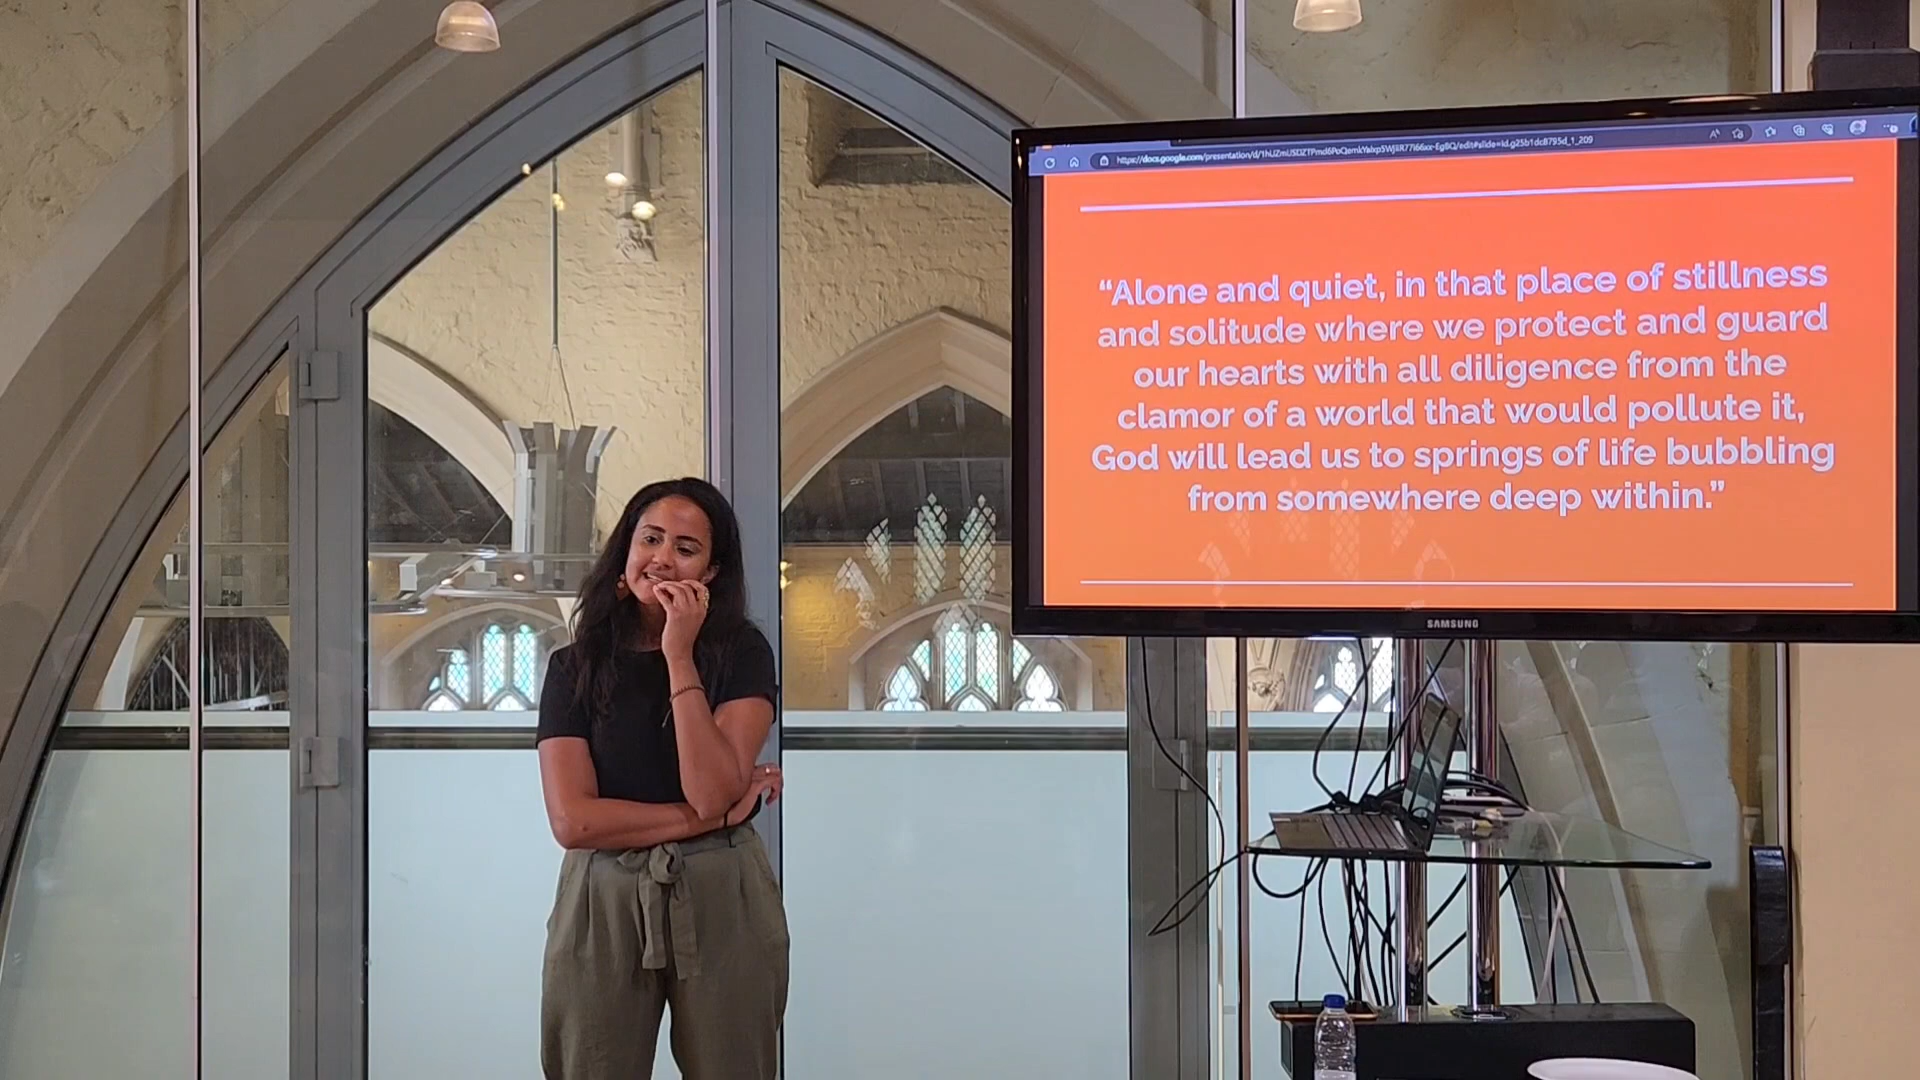 “Alone and quiet, in that place of stillness
and solitude where we protect and guard
our hearts with all diligence from the
clamor of a world that would pollute it,
God will lead us to springs of life bubbling
from somewhere deep within.”
SAMSUNG